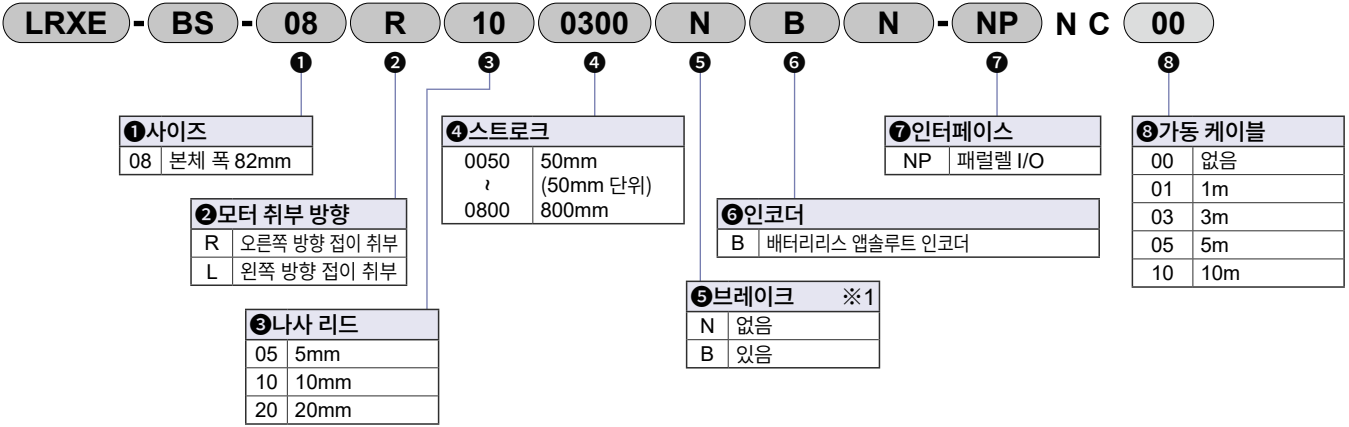 LRXE-BS-08 R 10 0300 N B N-NP N C 00
❶ ❷ ❸ ❹ ❺ ❻ ❼ ❽
❶사이즈
08 본체 폭 82mm
❷모터 취부 방향
R 오른쪽 방향 접이 취부
L 왼쪽 방향 접이 취부
❸나사 리드
05 5mm
10 10mm
20 20mm
❹스트로크
0050 50mm
~ (50mm 단위)
0800 800mm
❺브레이크 ※1
N 없음
B 있음
❻인코더
B 배터리리스 앱솔루트 인코더
❼인터페이스
NP 패럴렐 I/O
❽가동 케이블
00 없음
01 1m
03 3m
05 5m
10 10m